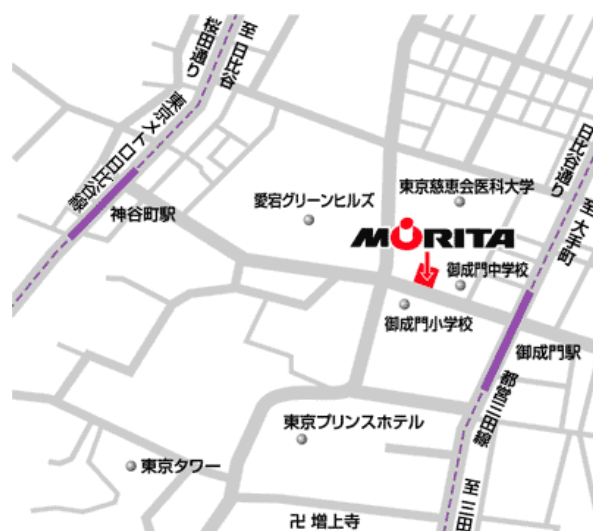 桜田通り
至 日比谷
東京メトロ日比谷線
神谷町駅
愛宕グリーンヒルズ
東京慈恵会医科大学
日比谷通り
至 大手町
MORITA
御成門中学校
御成門小学校
御成門駅
都営三田線
東京プリンスホテル
東京タワー
卍 増上寺
至 三田